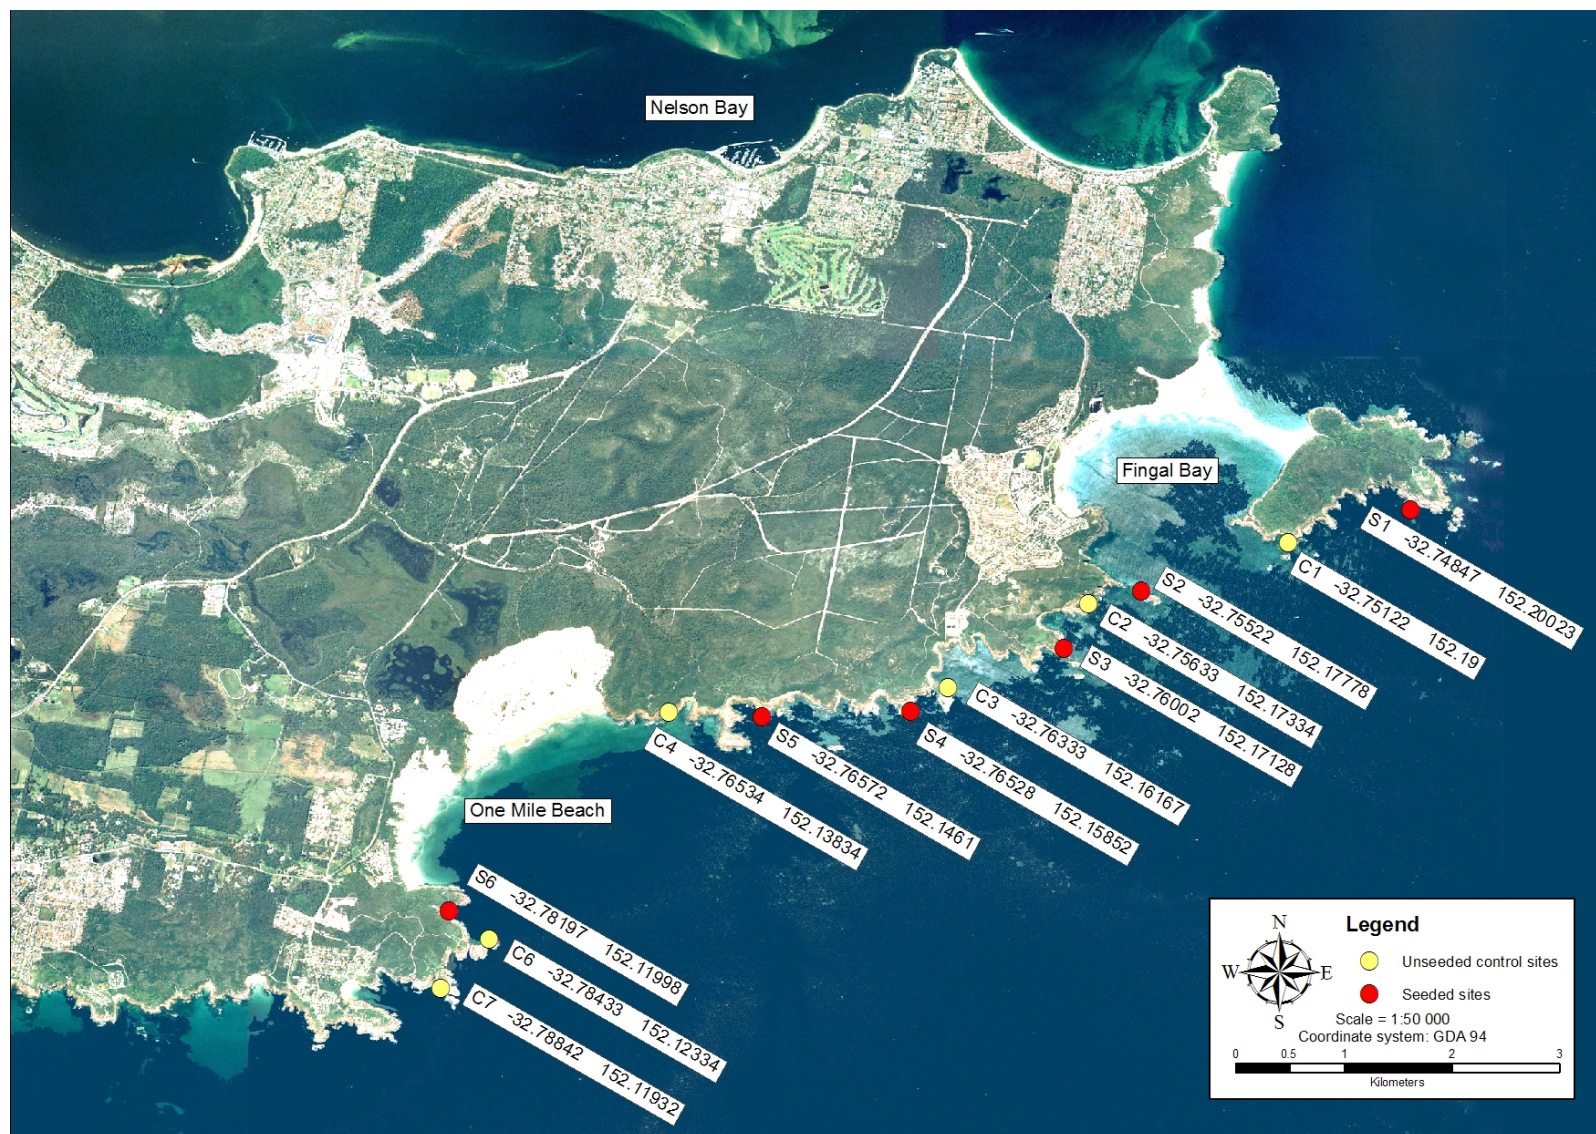 Nelson Bay
Fingal Bay
S1 -32.74847 152.20023
C1 -32.75122 152.19
S2 -32.75522 152.17778
C2 -32.75633 152.17334
S3 -32.76002 152.17128
C3 -32.76333 152.16167
S4 -32.76528 152.15852
S5 -32.76572 152.1461
C4 -32.76534 152.13834
One Mile Beach
S6 -32.78197 152.11998
C6 -32.78433 152.12334
C7 -32.78842 152.11932
N
W E
S
Legend
Unseeded control sites
Seeded sites
Scale = 1:50 000
Coordinate system: GDA 94
0 0.5 1 2 3
Kilometers